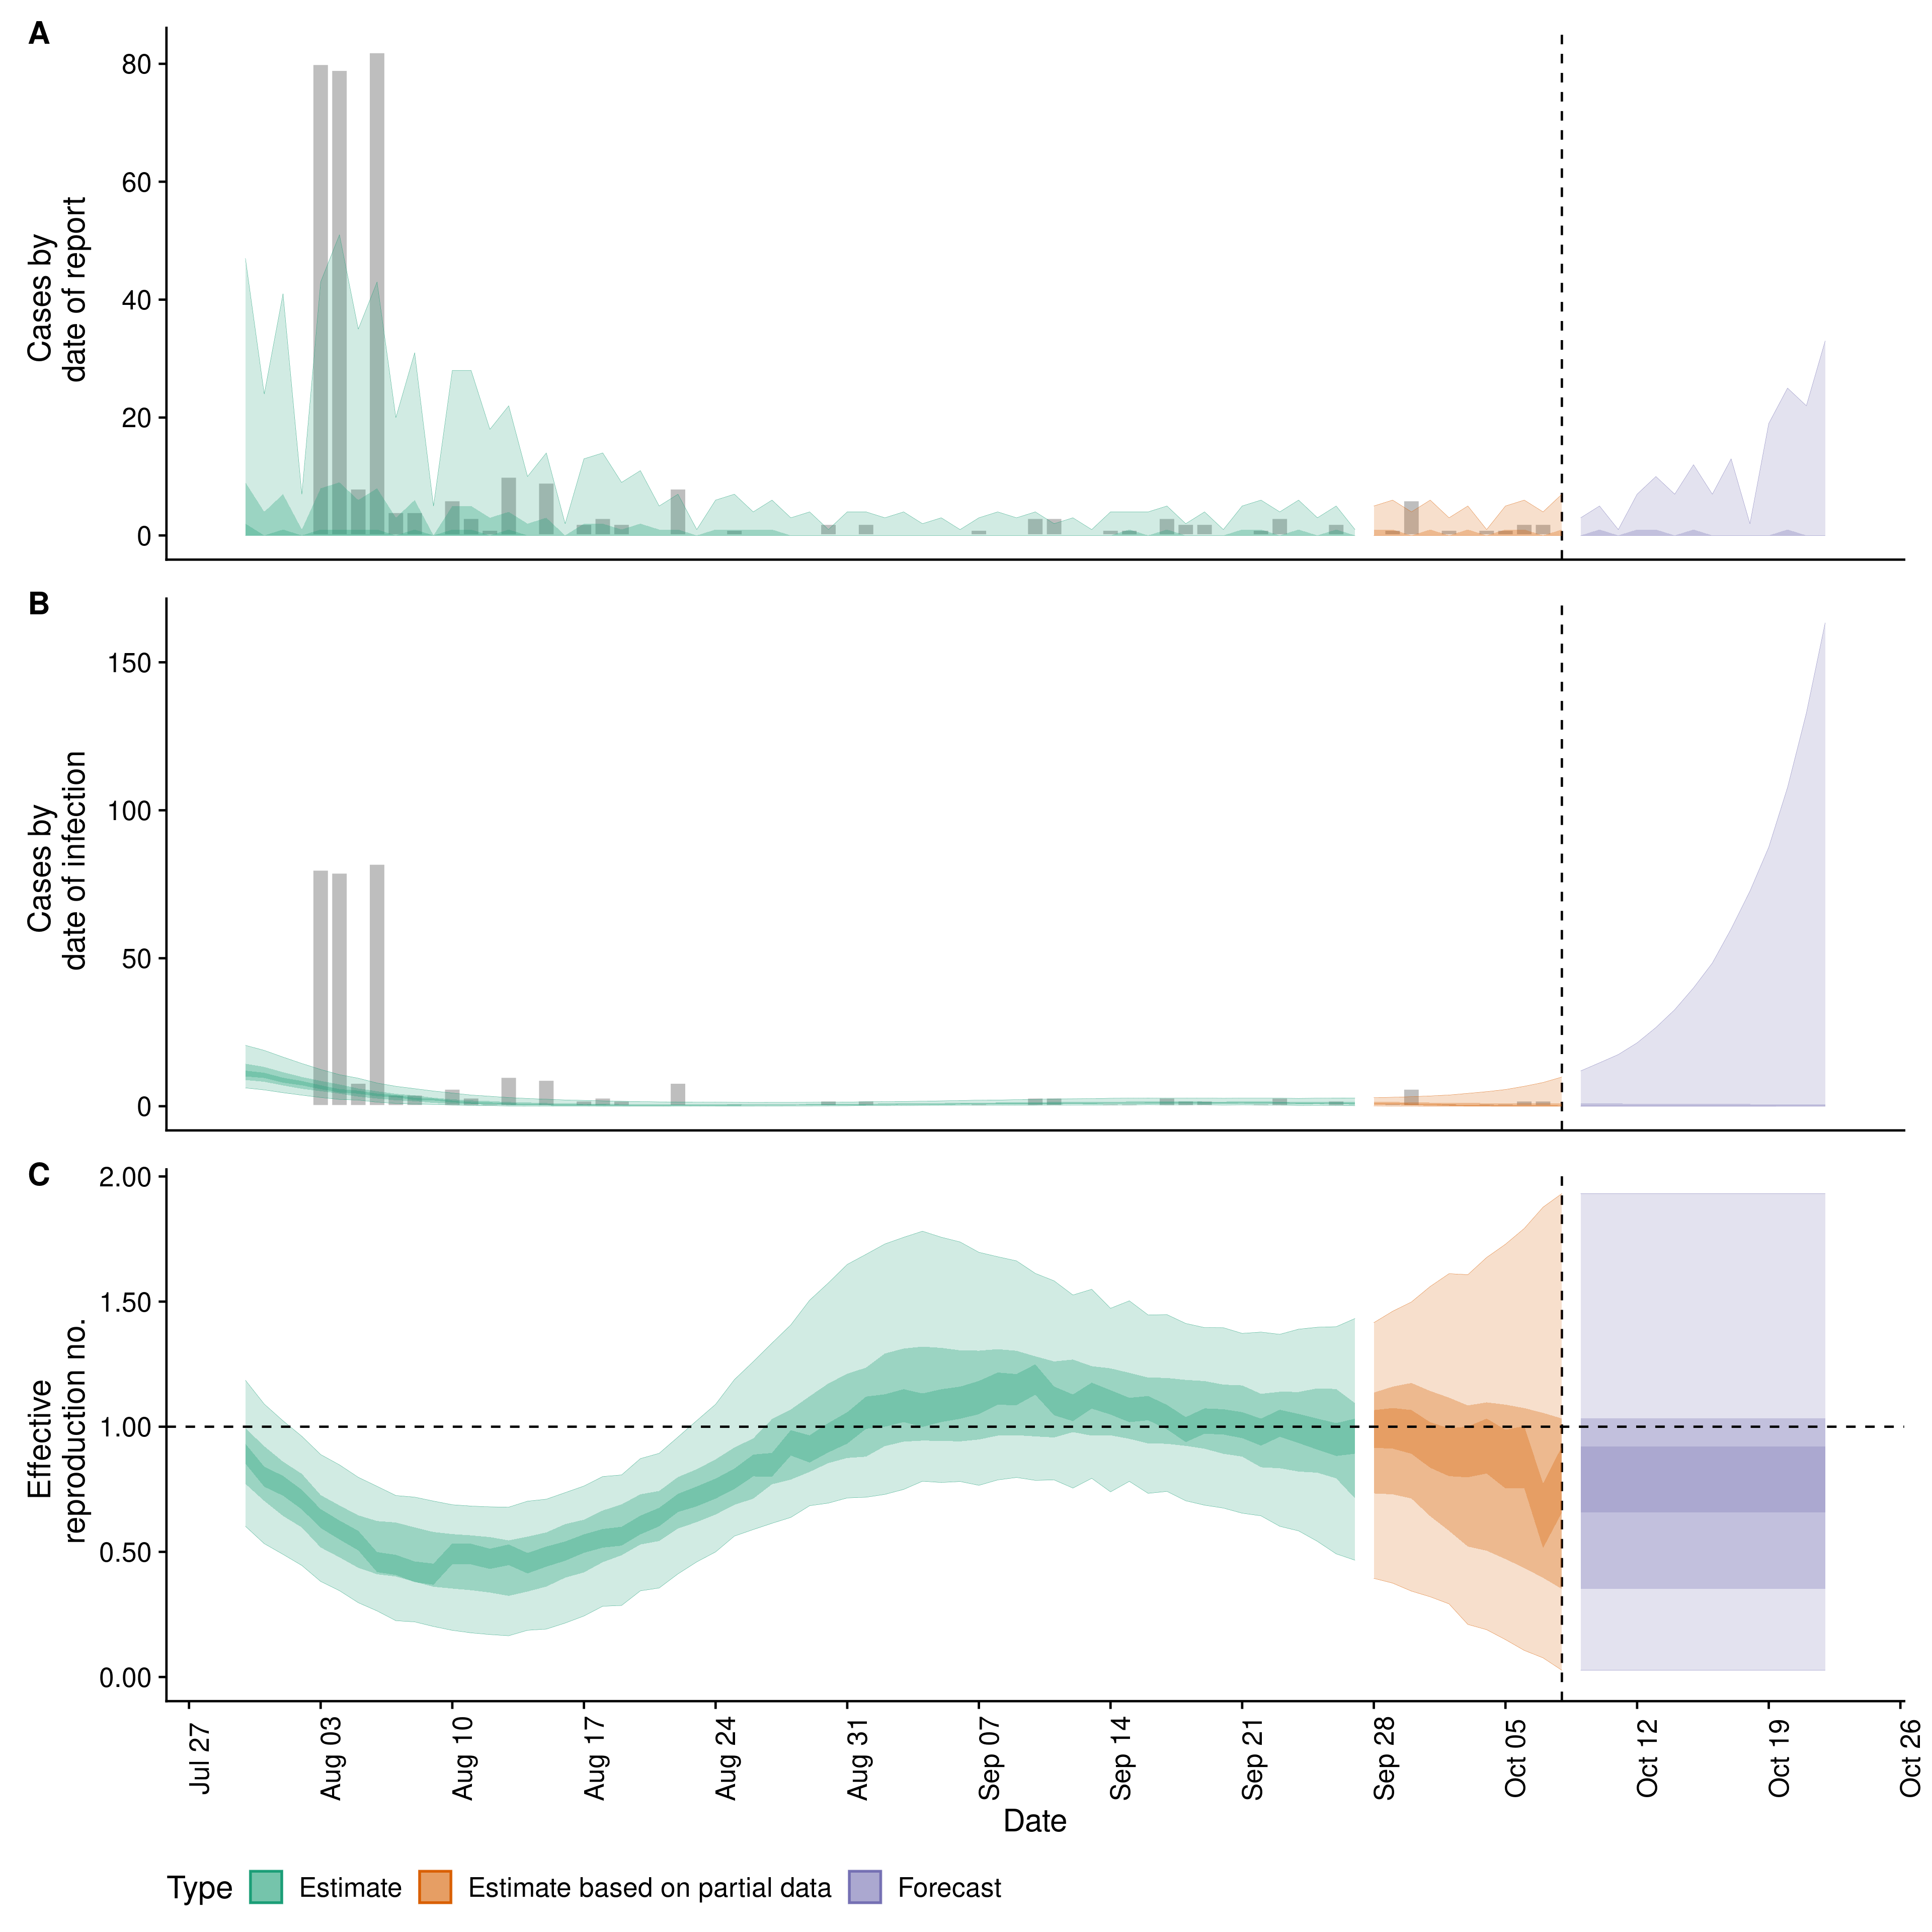 A
Cases by
date of report
80
60
40
20
0
B
Cases by
date of infection
150
100
50
0
C
Effective
reproduction no.
2.00
1.50
1.00
0.50
0.00
Jul 27
Aug 03
Aug 10
Aug 17
Aug 24
Aug 31
Sep 07
Sep 14
Sep 21
Sep 28
Oct 05
Oct 12
Oct 19
Oct 26
Date
Type Estimate Estimate based on partial data Forecast